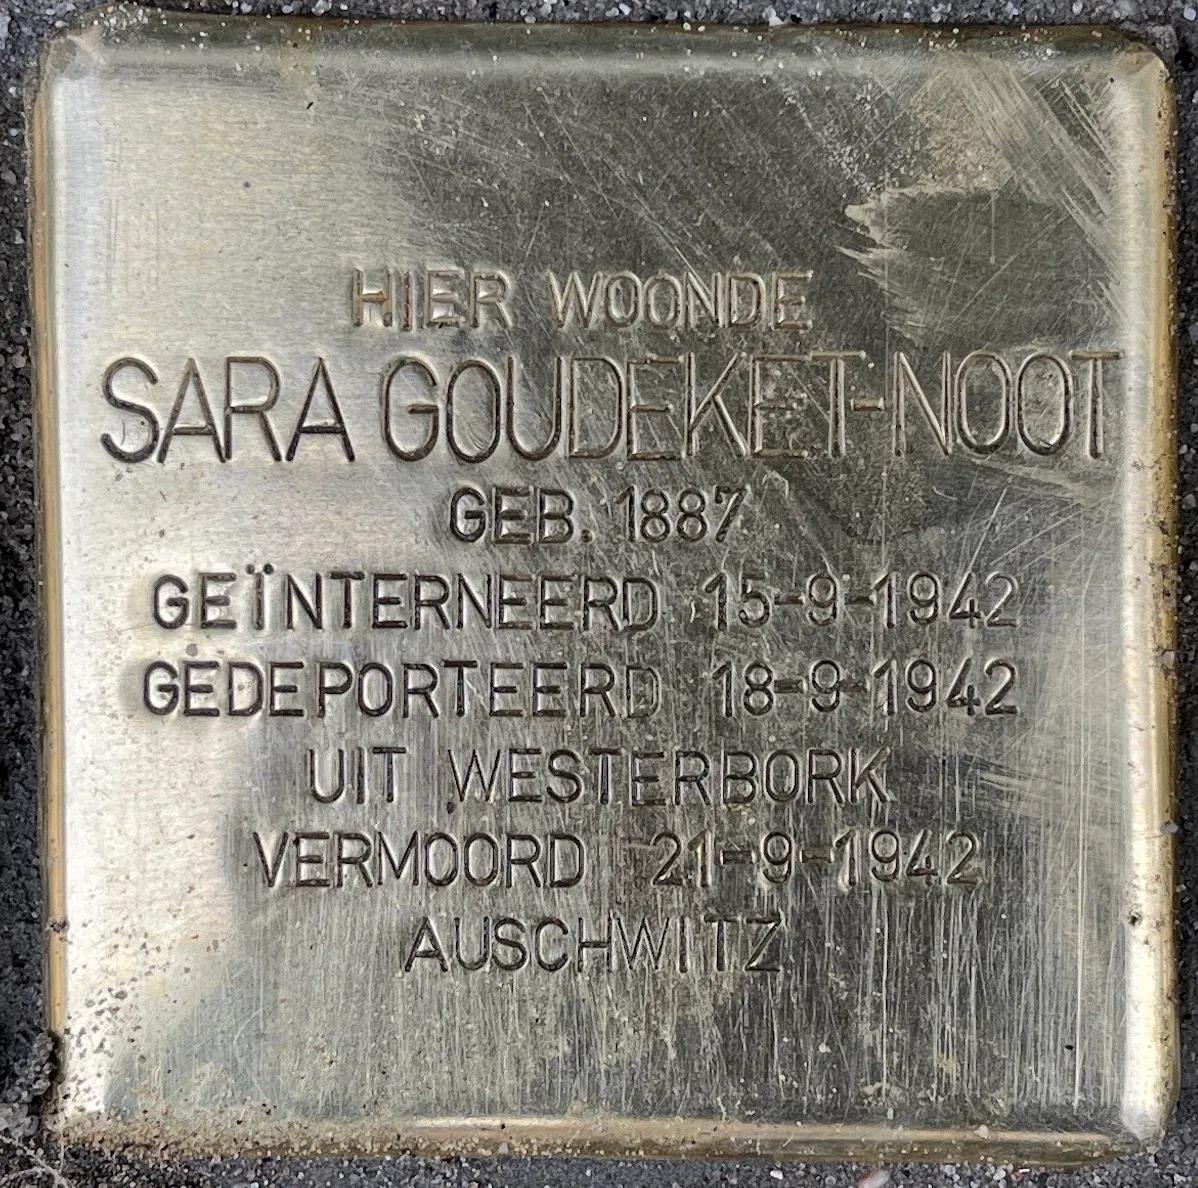 HIER WOONDE
SARA GOUDEKET-NOOT
GEB. 1887
GEÏNTERNEERD 15-9-1942
GEDEPORTEERD 18-9-1942
UIT WESTERBORK
VERMOORD 21-9-1942
AUSCHWITZ